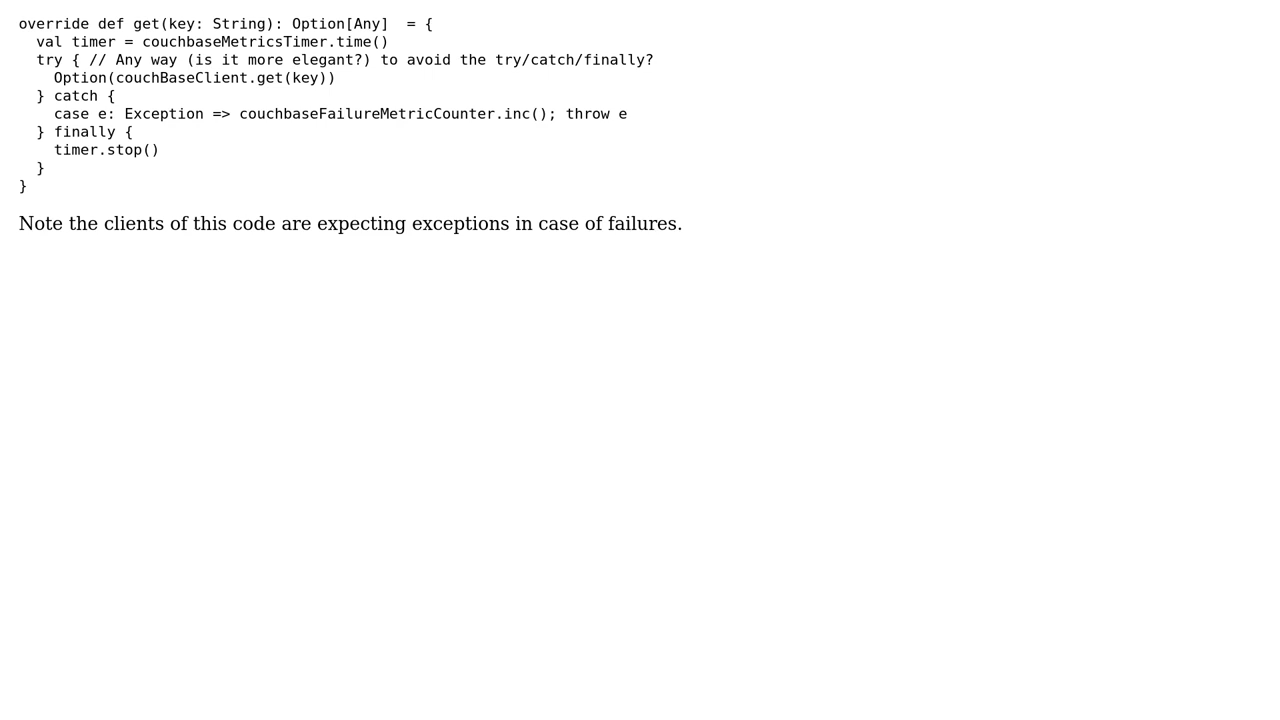 override def get(key: String): Option[Any]  = {
  val timer = couchbaseMetricsTimer.time()
  try { // Any way (is it more elegant?) to avoid the try/catch/finally?
    Option(couchBaseClient.get(key))
  } catch {
    case e: Exception => couchbaseFailureMetricCounter.inc(); throw e
  } finally {
    timer.stop()
  }
}
Note the clients of this code are expecting exceptions in case of failures.